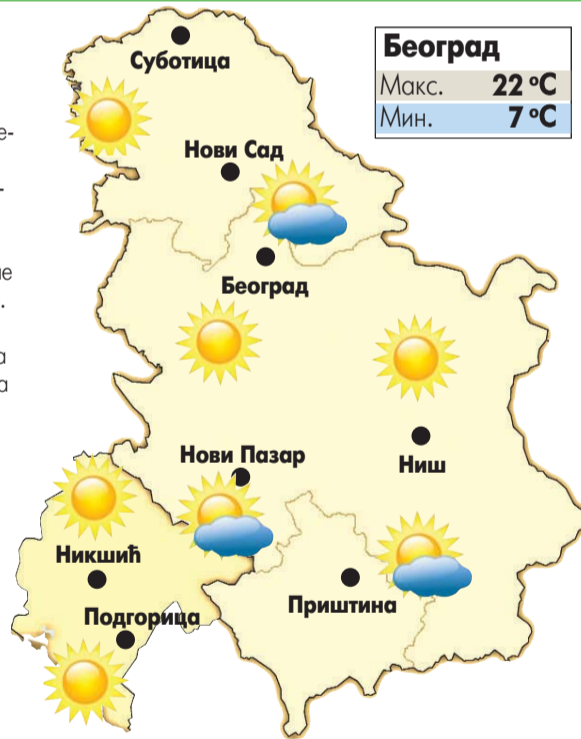 Београд
Макс. 22 °C
Мин. 7 °C
Суботица
Нови Сад
Београд
Нови Пазар
Ниш
Никшић
Приштина
Подгорица
е-
-
е
.
а
а